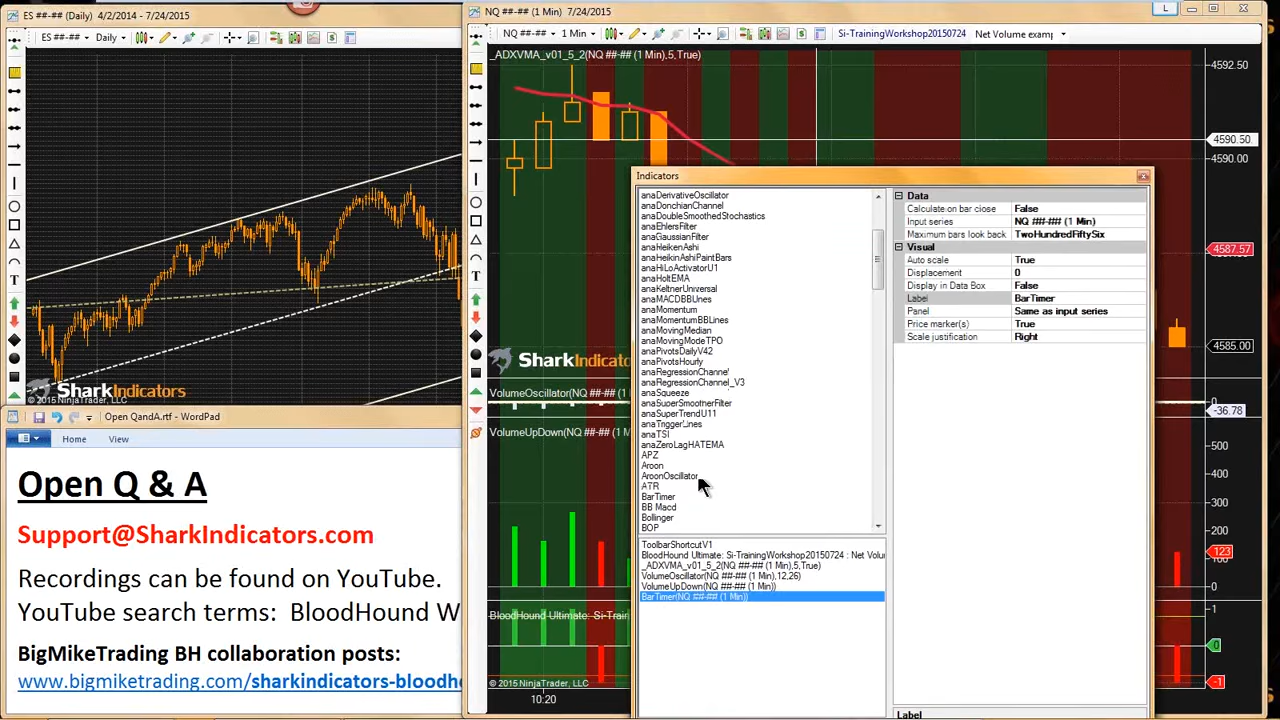 ES ##-## (Daily) 4/2/2014 - 7/24/2015
ES ##-##
Daily
SharkIndicators
© 2015 NinjaTrader, LLC
Open QandA.rtf - WordPad
Home
View
Open Q & A
Support@SharkIndicators.com
Recordings can be found on YouTube.
YouTube search terms: BloodHound W
BigMikeTrading BH collaboration posts:
www.bigmiketrading.com/sharkindicators-bloodho
NQ ##-## (1 Min) 7/24/2015
L
NQ ##-##
1 Min
Si-TrainingWorkshop20150724
Net Volume examp
_ADXVMA_v01_5_2(NQ ##-## (1 Min),5,True)
4592.50
4590.50
4590.00
4587.57
4585.00
0
-36.78
500
400
300
200
123
0
1
0
-1
SharkIndicators
VolumeOscillator(NQ ##-## (1 M
VolumeUpDown(NQ ##-## (1 M
BloodHound Ultimate: Si-Train
© 2015 NinjaTrader, LLC
10:20
Indicators
anaDerivativeOscillator
anaDonchianChannel
anaDoubleSmoothedStochastics
anaEhlersFilter
anaGaussianFilter
anaHeikenAshi
anaHeikinAshiPaintBars
anaHiLoActivatorU1
anaHoltEMA
anaKeltnerUniversal
anaMACDBBLines
anaMomentum
anaMomentumBBLines
anaMovingMedian
anaMovingModeTPO
anaPivotsDailyV42
anaPivotsHourly
anaRegressionChannel
anaRegressionChannel_V3
anaSqueeze
anaSuperSmootherFilter
anaSuperTrendU11
anaTriggerLines
anaTSI
anaZeroLagHATEMA
APZ
Aroon
AroonOscillator
ATR
BarTimer
BB Macd
Bollinger
BOP
ToolbarShortcutV1
BloodHound Ultimate: Si-TrainingWorkshop20150724 : Net Volu
_ADXVMA_v01_5_2(NQ ##-## (1 Min),5,True)
VolumeOscillator(NQ ##-## (1 Min),12,26)
VolumeUpDown(NQ ##-## (1 Min))
BarTimer(NQ ##-## (1 Min))
Data
Calculate on bar close False
Input series NQ ##-## (1 Min)
Maximum bars look back TwoHundredFiftySix
Visual
Auto scale True
Displacement 0
Display in Data Box False
Label BarTimer
Panel Same as input series
Price marker(s) True
Scale justification Right
Label